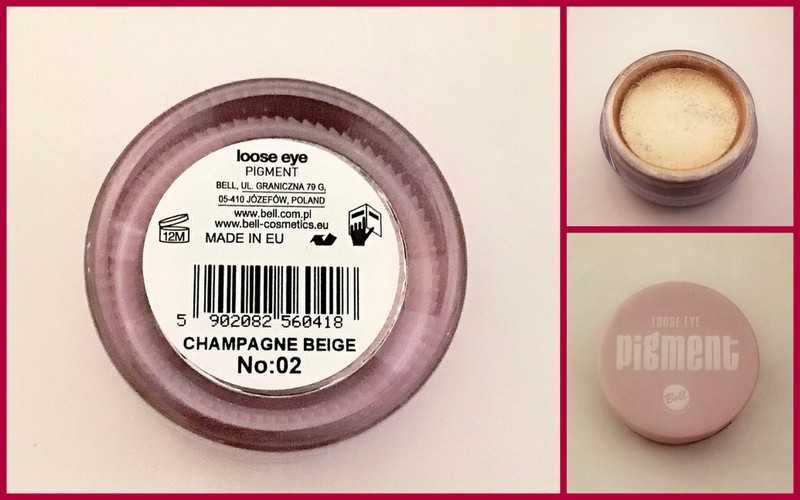 loose eye
PIGMENT
BELL, UL. GRANICZNA 79 G,
05-410 JÓZEFÓW, POLAND
www.bell.com.pl
www.bell-cosmetics.eu
12M
MADE IN EU
5 902082 560418
CHAMPAGNE BEIGE
No:02
LOOSE EYE
pigment
Bell